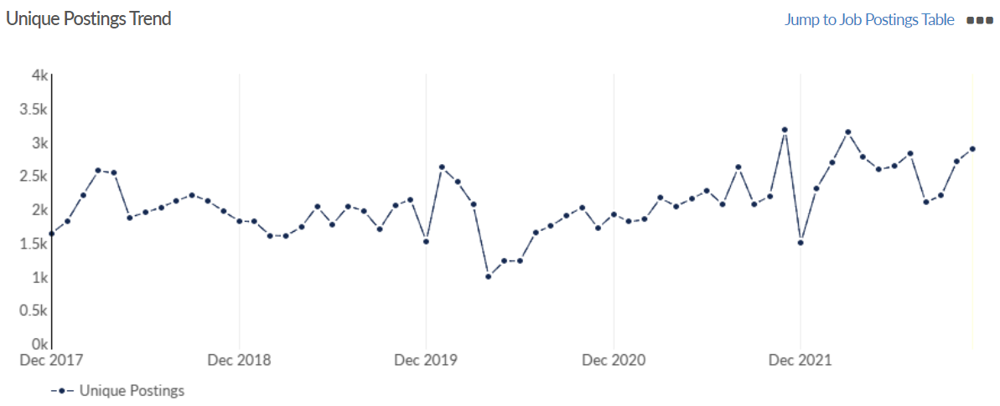 Unique Postings Trend
Jump to Job Postings Table
4k
3.5k
3k
2.5k
2k
1.5k
1k
0.5k
0k
Dec 2017 Dec 2018 Dec 2019 Dec 2020 Dec 2021
Unique Postings